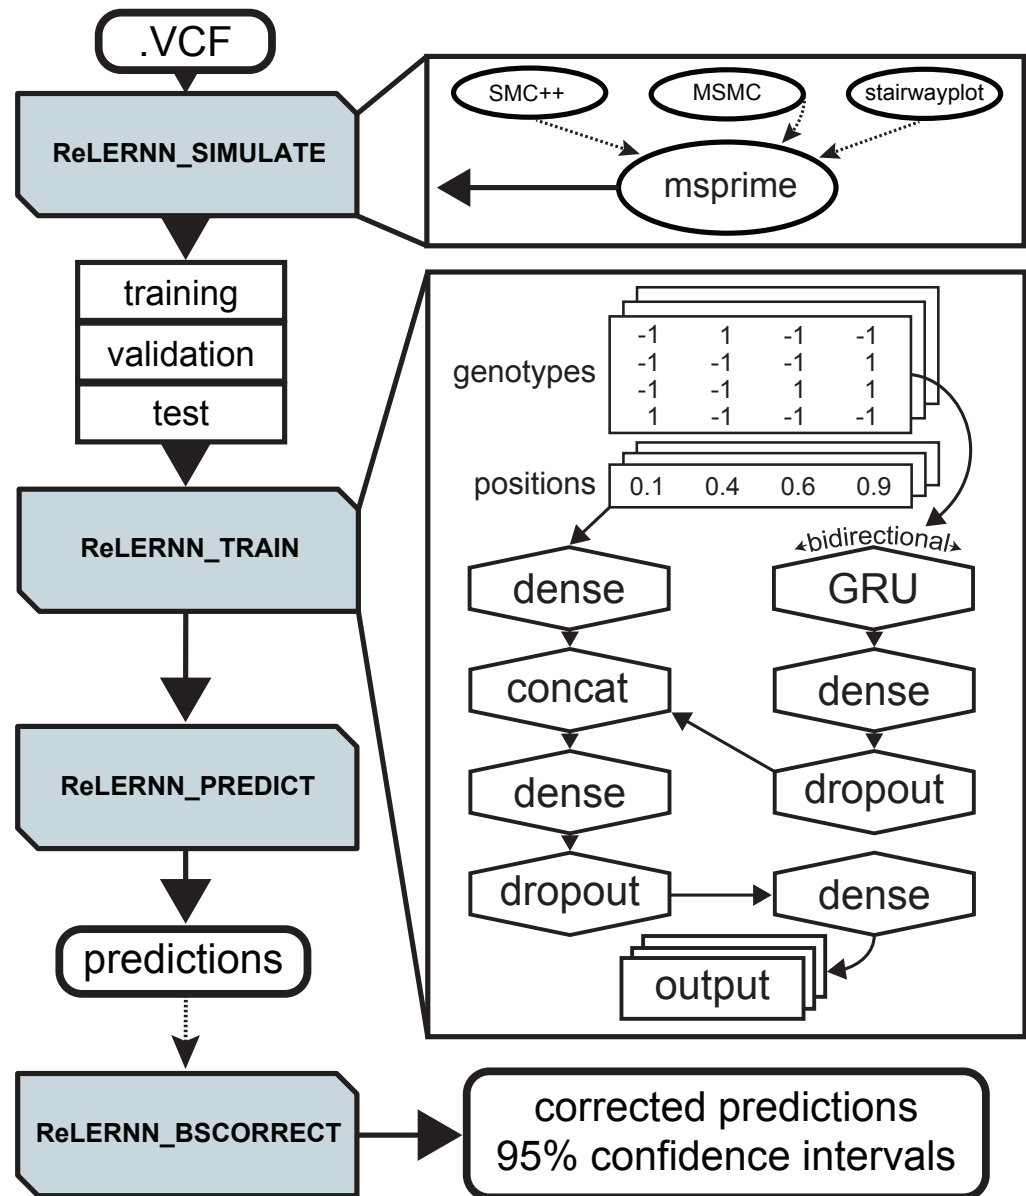 .VCF
ReLERNN_SIMULATE
SMC++ MSMC stairwayplot
msprime
training
validation
test
ReLERNN_TRAIN
genotypes
-1 1 -1 -1
-1 -1 -1 1
-1 -1 1 1
1 -1 -1 -1
positions
0.1 0.4 0.6 0.9
bidirectional
dense GRU
concat dense
dense dropout
dropout dense
output
ReLERNN_PREDICT
predictions
ReLERNN_BSCORRECT
corrected predictions
95% confidence intervals